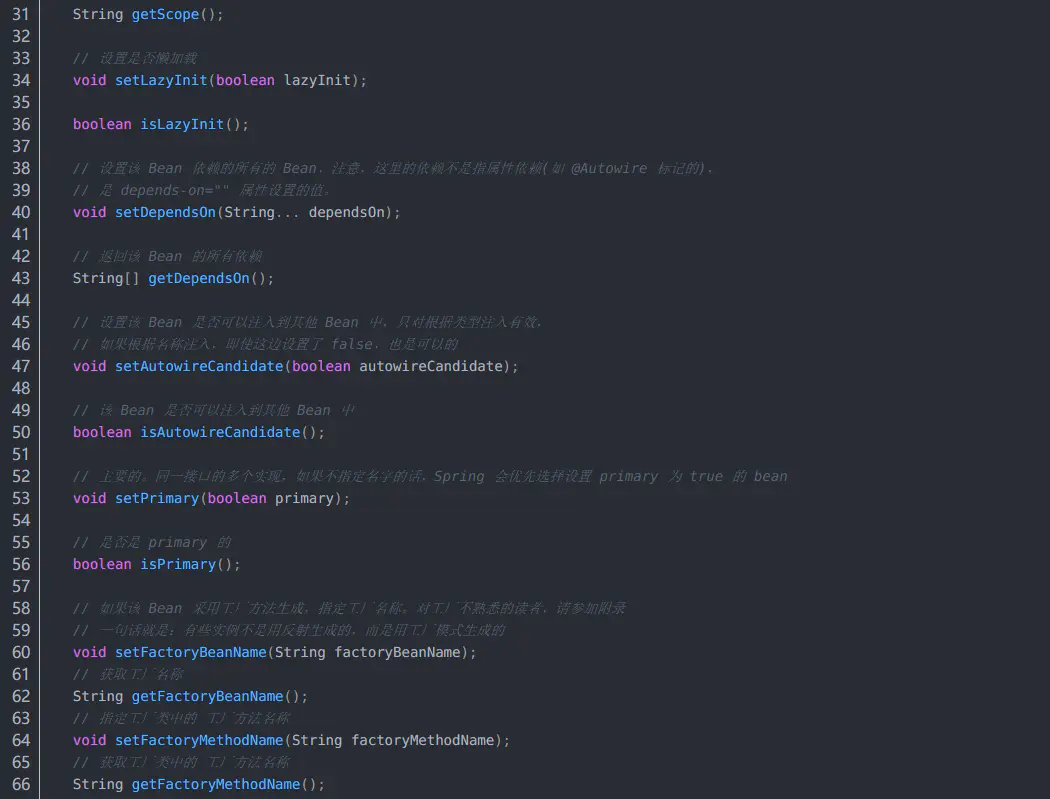 31 String getScope();
32
33 // 设置是否懒加载
34 void setLazyInit(boolean lazyInit);
35
36 boolean isLazyInit();
37
38 // 设置该 Bean 依赖的所有的 Bean，注意，这里的依赖不是指属性依赖(如 @Autowire 标记的)，
39 // 是 depends-on="" 属性设置的值。
40 void setDependsOn(String... dependsOn);
41
42 // 返回该 Bean 的所有依赖
43 String[] getDependsOn();
44
45 // 设置该 Bean 是否可以注入到其他 Bean 中，只对根据类型注入有效，
46 // 如果根据名称注入，即使这边设置了 false，也是可以的
47 void setAutowireCandidate(boolean autowireCandidate);
48
49 // 该 Bean 是否可以注入到其他 Bean 中
50 boolean isAutowireCandidate();
51
52 // 主要的。同一接口的多个实现，如果不指定名字的话，Spring 会优先选择设置 primary 为 true 的 bean
53 void setPrimary(boolean primary);
54
55 // 是否是 primary 的
56 boolean isPrimary();
57
58 // 如果该 Bean 采用工厂方法生成，指定工厂名称。对工厂不熟悉的读者，请参加附录
59 // 一句话就是：有些实例不是用反射生成的，而是用工厂模式生成的
60 void setFactoryBeanName(String factoryBeanName);
61 // 获取工厂名称
62 String getFactoryBeanName();
63 // 指定工厂类中的 工厂方法名称
64 void setFactoryMethodName(String factoryMethodName);
65 // 获取工厂类中的 工厂方法名称
66 String getFactoryMethodName();